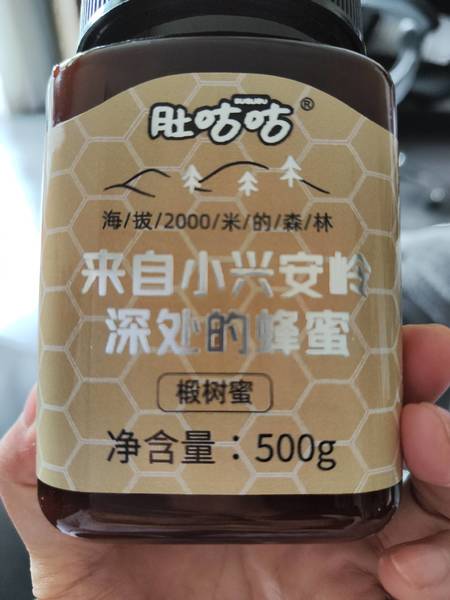 肚咕咕®
海/拔/2000/米/的/森/林
来自小兴安岭
深处的蜂蜜
椴树蜜
净含量：500g